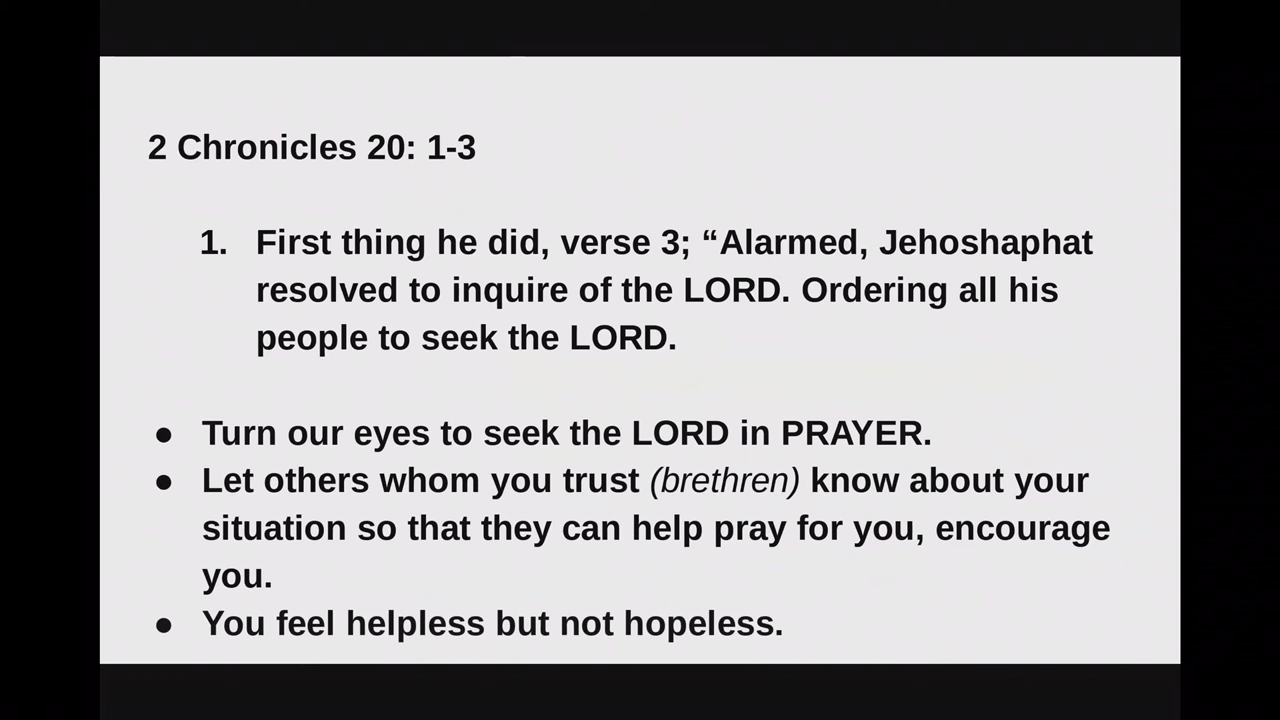 2 Chronicles 20: 1-3
1. First thing he did, verse 3; “Alarmed, Jehoshaphat
resolved to inquire of the LORD. Ordering all his
people to seek the LORD.
● Turn our eyes to seek the LORD in PRAYER.
● Let others whom you trust (brethren) know about your
situation so that they can help pray for you, encourage
you.
● You feel helpless but not hopeless.